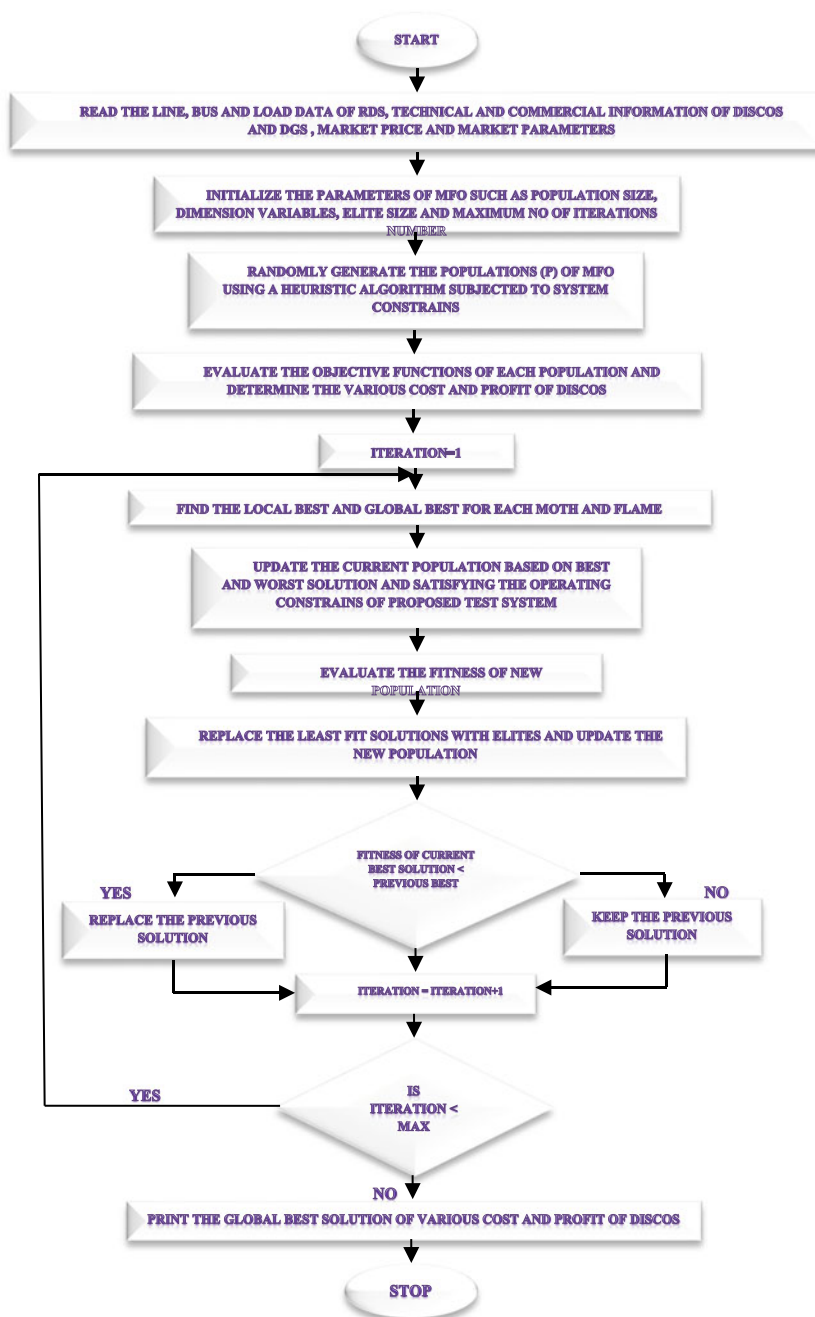 START
READ THE LINE, BUS AND LOAD DATA OF RDS, TECHNICAL AND COMMERCIAL INFORMATION OF DISCOS
AND DGS , MARKET PRICE AND MARKET PARAMETERS
INITIALIZE THE PARAMETERS OF MFO SUCH AS POPULATION SIZE,
DIMENSION VARIABLES, ELITE SIZE AND MAXIMUM NO OF ITERATIONS
NUMBER
RANDOMLY GENERATE THE POPULATIONS (P) OF MFO
USING A HEURISTIC ALGORITHM SUBJECTED TO SYSTEM
CONSTRAINS
EVALUATE THE OBJECTIVE FUNCTIONS OF EACH POPULATION AND
DETERMINE THE VARIOUS COST AND PROFIT OF DISCOS
ITERATION=1
FIND THE LOCAL BEST AND GLOBAL BEST FOR EACH MOTH AND FLAME
UPDATE THE CURRENT POPULATION BASED ON BEST
AND WORST SOLUTION AND SATISFYING THE OPERATING
CONSTRAINS OF PROPOSED TEST SYSTEM
EVALUATE THE FITNESS OF NEW
POPULATION
REPLACE THE LEAST FIT SOLUTIONS WITH ELITES AND UPDATE THE
NEW POPULATION
FITNESS OF CURRENT
BEST SOLUTION <
PREVIOUS BEST
YES
NO
REPLACE THE PREVIOUS
SOLUTION
KEEP THE PREVIOUS
SOLUTION
ITERATION = ITERATION+1
IS
ITERATION <
MAX
YES
NO
PRINT THE GLOBAL BEST SOLUTION OF VARIOUS COST AND PROFIT OF DISCOS
STOP